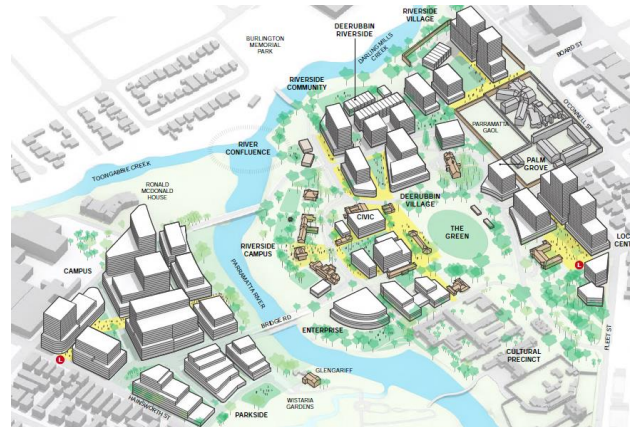 RIVERSIDE
VILLAGE
DEERUBBIN
RIVERSIDE
BURLINGTON
MEMORIAL
PARK
DARLING MILLS
CREEK
BOARD ST
RIVERSIDE
COMMUNITY
O'CONNELL ST
PARRAMATTA
GAOL
RIVER
CONFLUENCE
TOONGABBIE CREEK
PALM
GROVE
RONALD
MCDONALD
HOUSE
DEERUBBIN
VILLAGE
CIVIC
THE
GREEN
LOC
CENT
RIVERSIDE
CAMPUS
CAMPUS
L
PARRAMATTA
RIVER
BRIDGE RD
ENTERPRISE
FLEET ST
CULTURAL
PRECINCT
L
GLENGARIFF
HAINSWORTH ST
WISTARIA
GARDENS
PARKSIDE